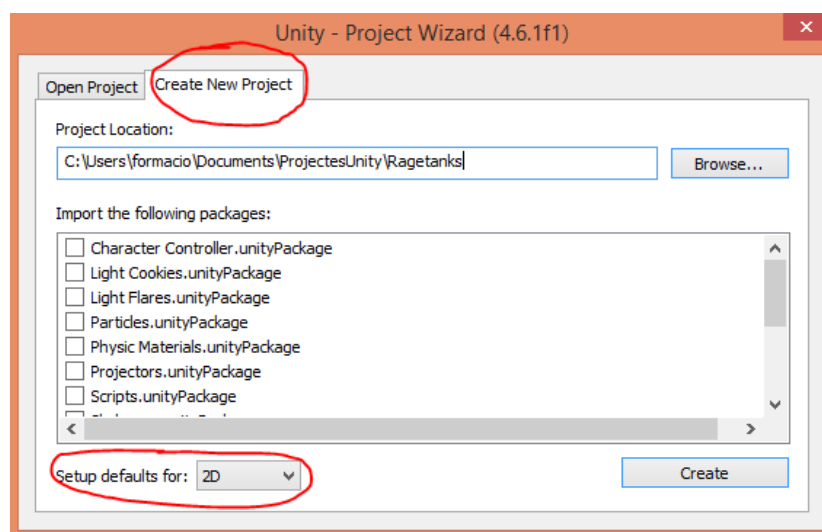 Unity - Project Wizard (4.6.1f1)
Open Project Create New Project
Project Location:
C:\Users\formacio\Documents\ProjectesUnity\Ragetanks Browse...
Import the following packages:
Character Controller.unityPackage
Light Cookies.unityPackage
Light Flares.unityPackage
Particles.unityPackage
Physic Materials.unityPackage
Projectors.unityPackage
Scripts.unityPackage
Setup defaults for: 2D Create